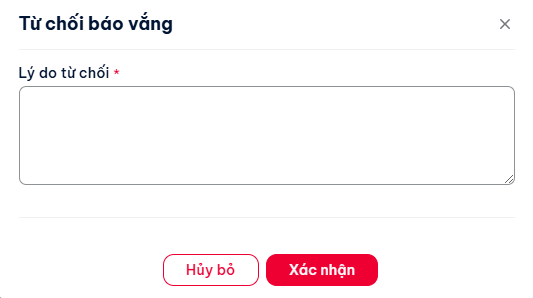 Từ chối báo vắng
Lý do từ chối *
Hủy bỏ
Xác nhận